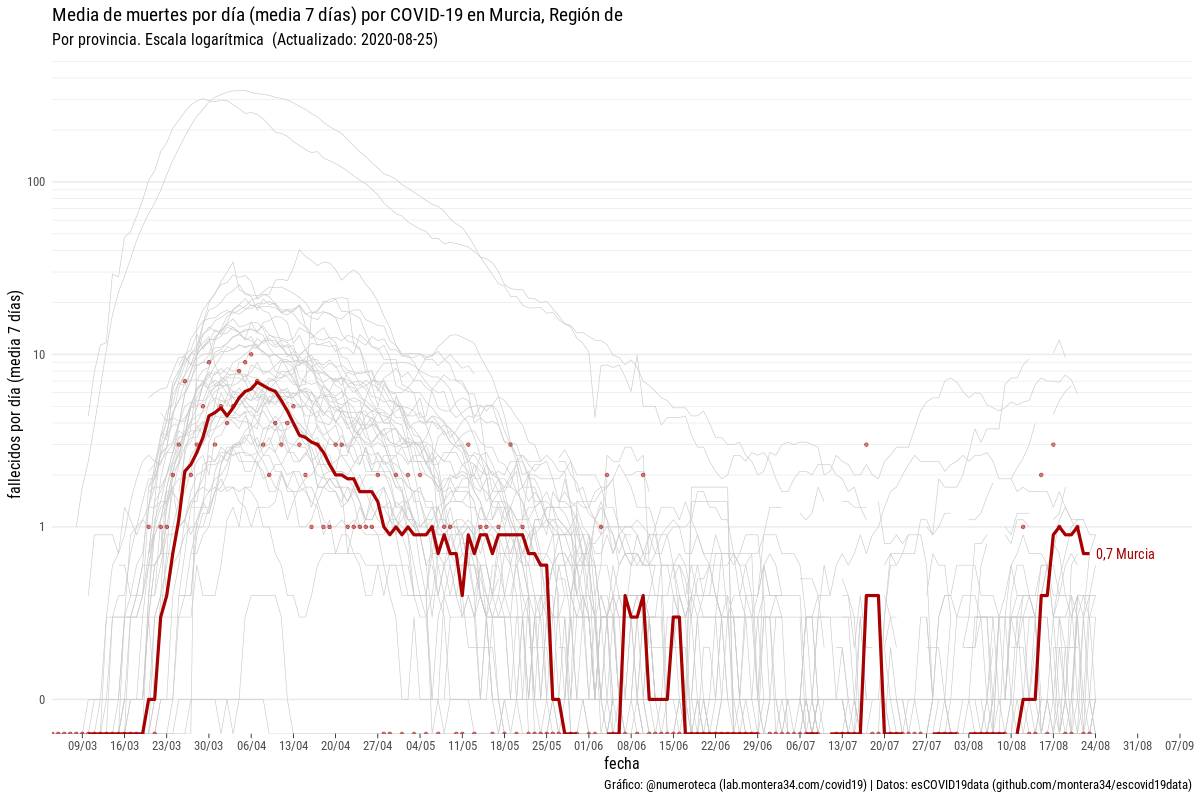 Media de muertes por día (media 7 días) por COVID-19 en Murcia, Región de
Por provincia. Escala logarítmica (Actualizado: 2020-08-25)
fallecidos por día (media 7 días)
100
10
1
0
0,7 Murcia
09/03 16/03 23/03 30/03 06/04 13/04 20/04 27/04 04/05 11/05 18/05 25/05 01/06 08/06 15/06 22/06 29/06 06/07 13/07 20/07 27/07 03/08 10/08 17/08 24/08 31/08 07/09
fecha
Gráfico: @numeroteca (lab.montera34.com/covid19) | Datos: esCOVID19data (github.com/montera34/escovid19data)